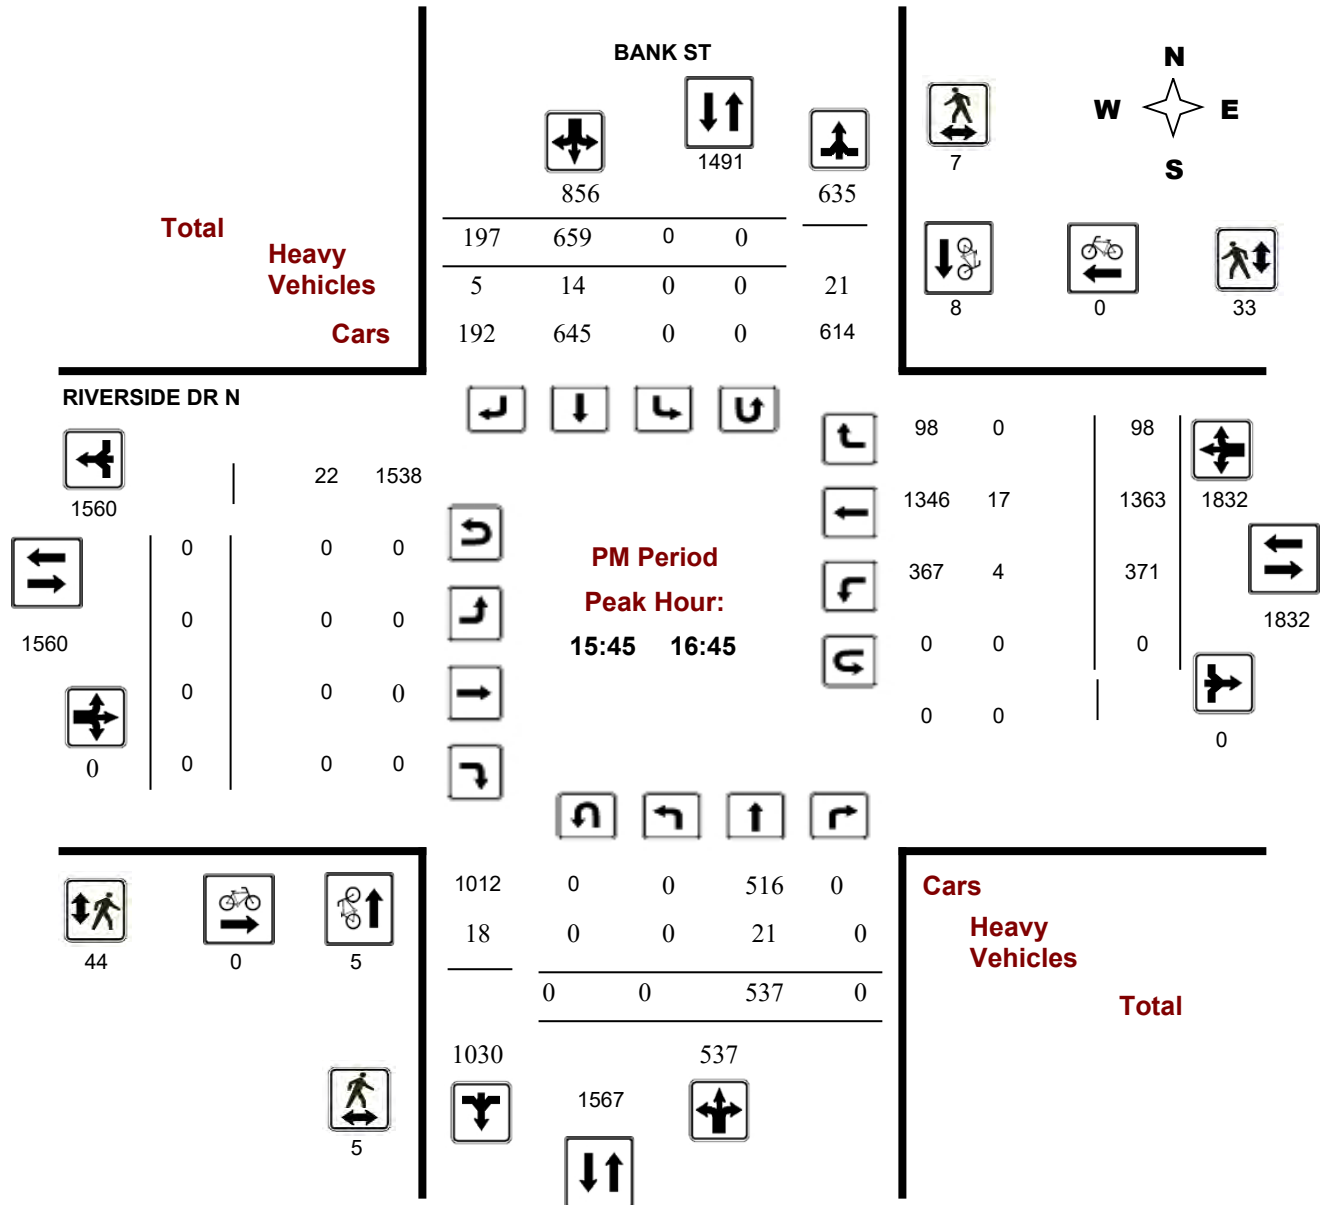 BANK ST
N
W E
S
1491
7
856
635
Total
197 659 0 0
Heavy
Vehicles
5 14 0 0 21
8 0 33
Cars
192 645 0 0 614
RIVERSIDE DR N
98 0 98
22 1538
1560
1346 17 1363 1832
0 0 0
PM Period
367 4 371
Peak Hour:
0 0 0
1832
1560
15:45 16:45
0 0 0
0 0 0
0 0
0
0 0 0 0
1012 0 0 516 0
Cars
18 0 0 21 0
Heavy
Vehicles
44 0 5
0 0 537 0
Total
1030 537
1567
5